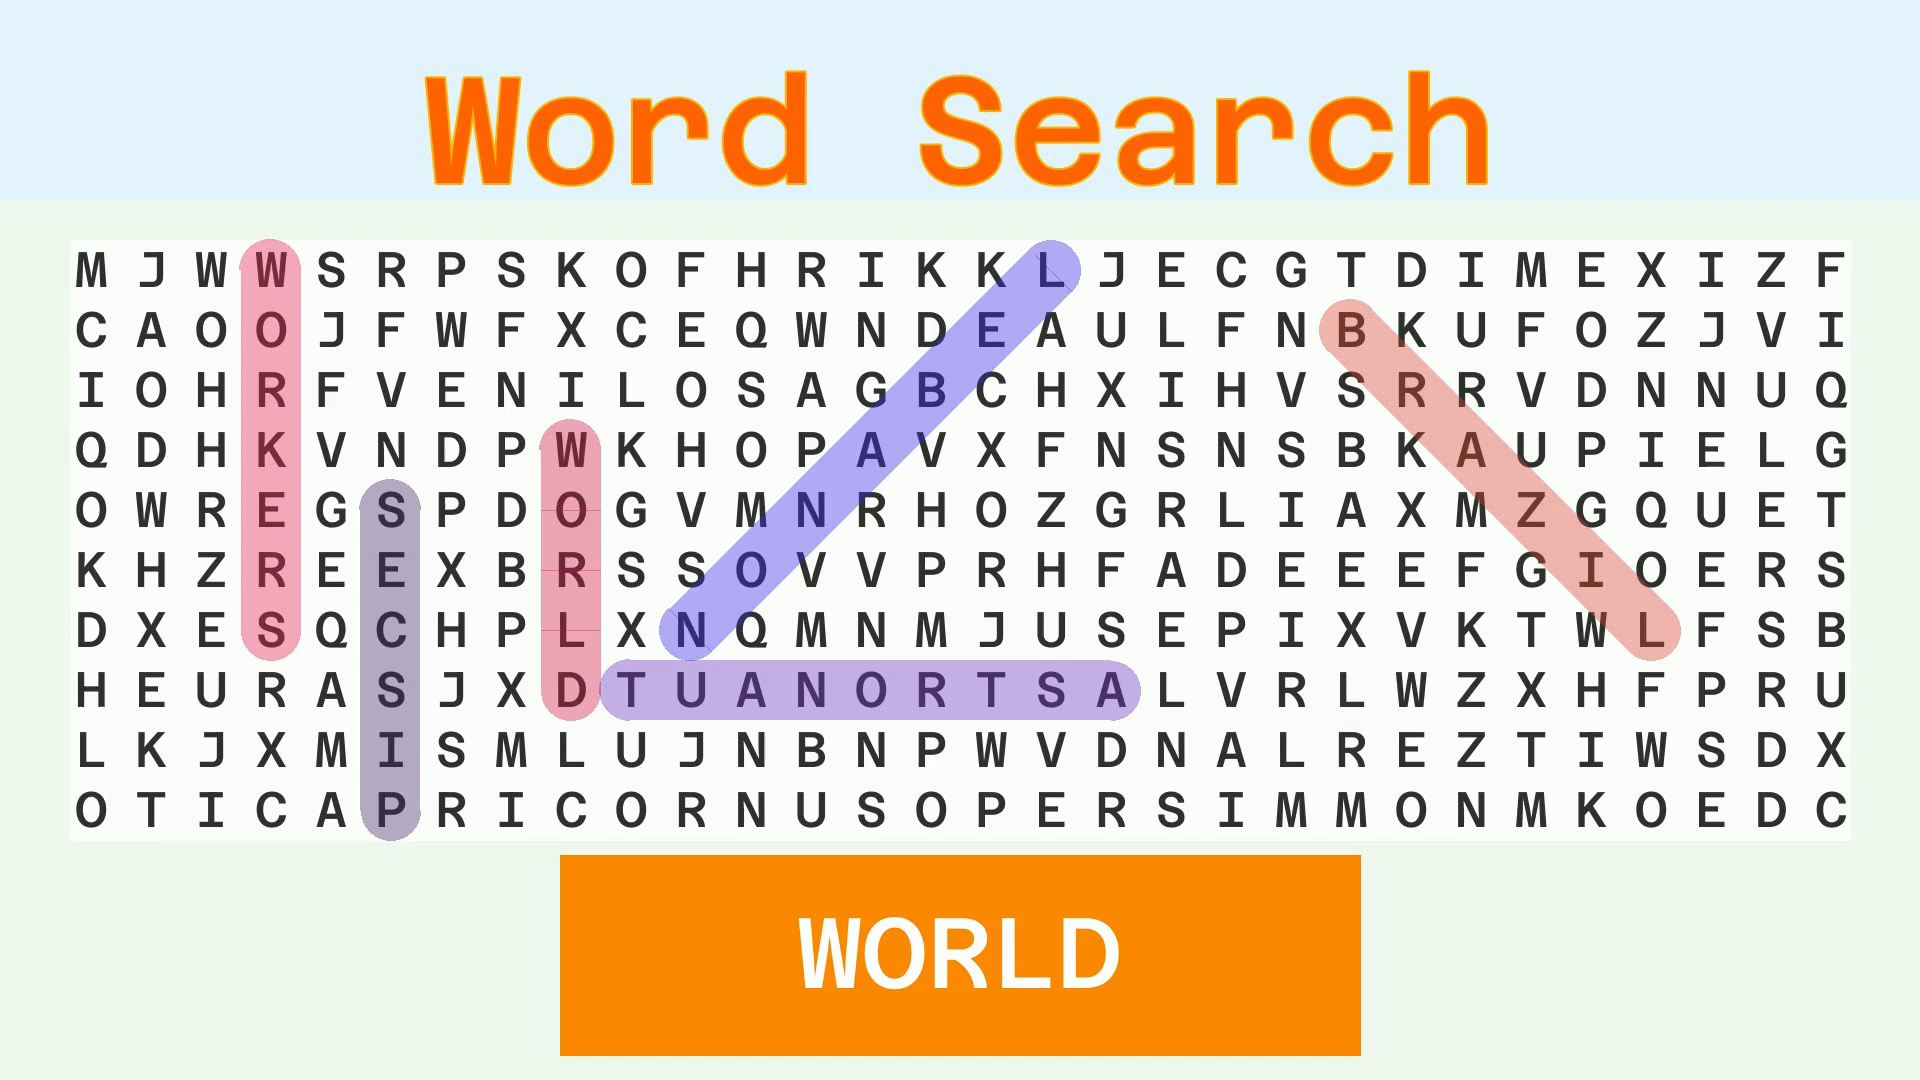 Word Search
M J W W S R P S K O F H R I K K L J E C G T D I M E X I Z F
C A O O J F W F X C E Q W N D E A U L F N B K U F O Z J V I
I O H R F V E N I L O S A G B C H X I H V S R R V D N N U Q
Q D H K V N D P W K H O P A V X F N S N S B K A U P I E L G
O W R E G S P D O G V M N R H O Z G R L I A X M Z G Q U E T
K H Z R E E X B R S S O V V P R H F A D E E E F G I O E R S
D X E S Q C H P L X N Q M N M J U S E P I X V K T W L F S B
H E U R A S J X D T U A N O R T S A L V R L W Z X H F P R U
L K J X M I S M L U J N B N P W V D N A L R E Z T I W S D X
O T I C A P R I C O R N U S O P E R S I M M O N M K O E D C
WORLD